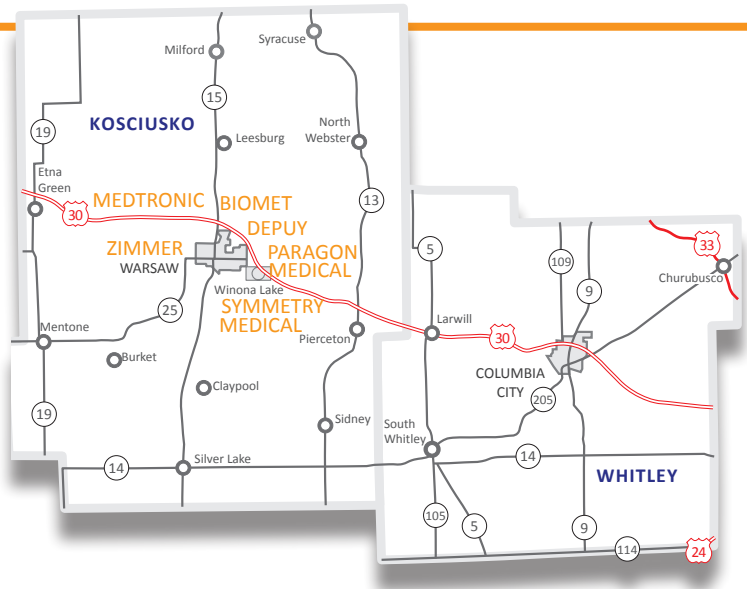 Syracuse
Milford
15
KOSCIUSKO
19
North
Webster
Leesburg
Etna
Green
13
MEDTRONIC
BIOMET
30
DEPUY
ZIMMER
WARSAW
PARAGON
MEDICAL
5
109
33
Churubusco
9
Winona Lake
SYMMETRY
MEDICAL
25
Mentone
Pierceton
Larwill
30
Burket
COLUMBIA
CITY
Claypool
205
19
Sidney
South
Whitley
Silver Lake
14
14
WHITLEY
105
5
9
114
24